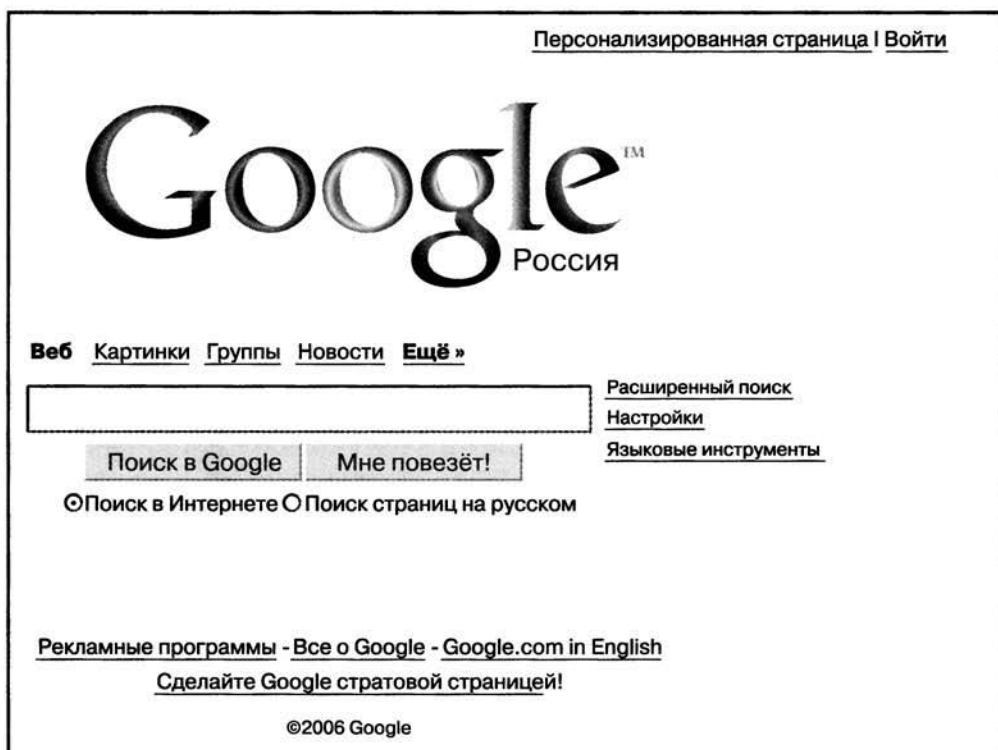 Персонализированная страница | Войти
Google™
Россия
Веб Картинки Группы Новости Ещё »
Расширенный поиск
Настройки
Языковые инструменты
Поиск в Google Мне повезёт!
Поиск в Интернете Поиск страниц на русском
Рекламные программы - Все о Google - Google.com in English
Сделайте Google стратовой страницей!
©2006 Google